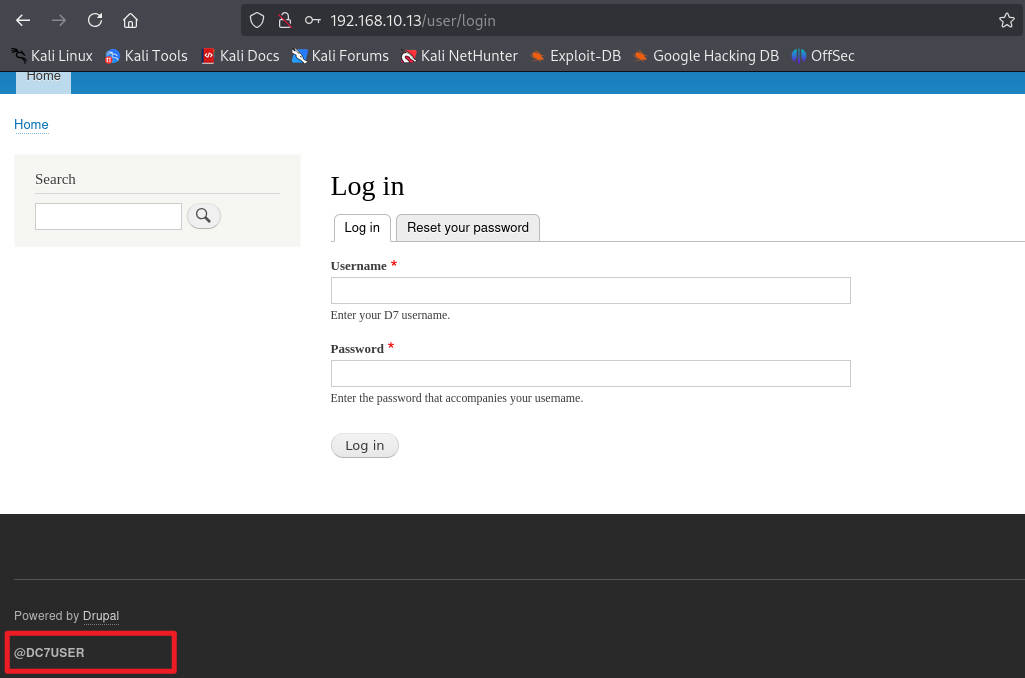 192.168.10.13/user/login
Kali Linux Kali Tools Kali Docs Kali Forums Kali NetHunter Exploit-DB Google Hacking DB OffSec
Home
Home
Search
Log in
Log in Reset your password
Username *
Enter your D7 username.
Password *
Enter the password that accompanies your username.
Log in
Powered by Drupal
@DC7USER